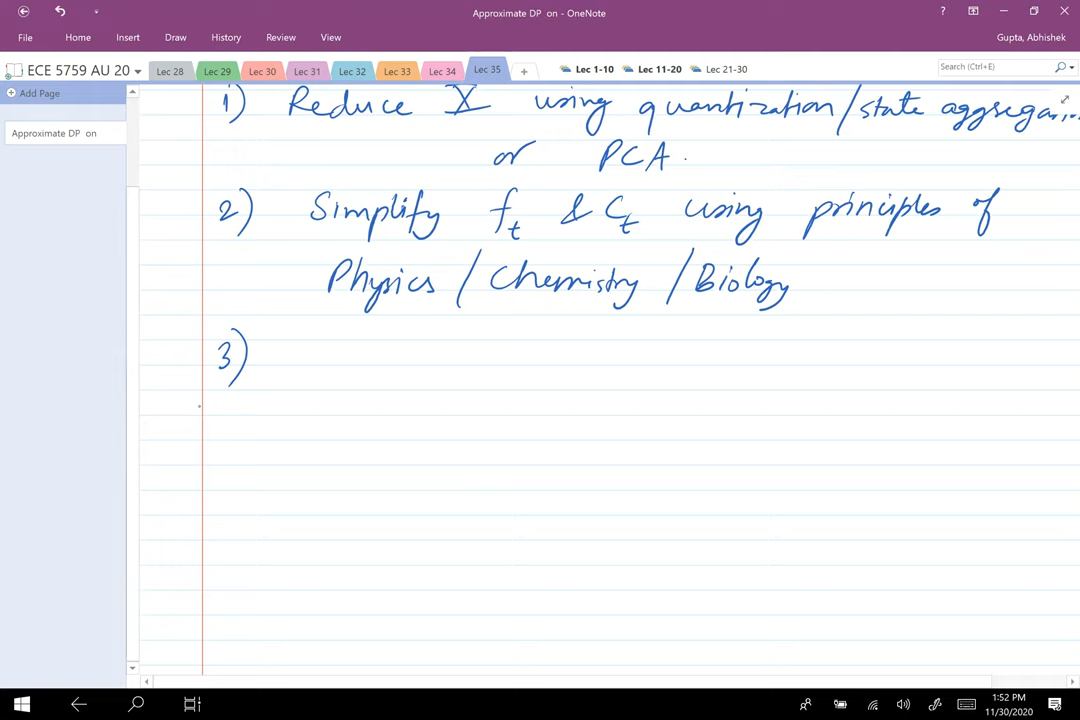 Approximate DP on - OneNote
?
File Home Insert Draw History Review View
Gupta, Abhishek
ECE 5759 AU 20
Lec 28 Lec 29 Lec 30 Lec 31 Lec 32 Lec 33 Lec 34 Lec 35 + Lec 1-10 Lec 11-20 Lec 21-30
Search (Ctrl+E)
Add Page
Approximate DP on
1) Reduce X using quantization/state
or PCA.
2) Simplify f_t & C_t using principles of
Physics / Chemistry / Biology
3)
1:52 PM
11/30/2020